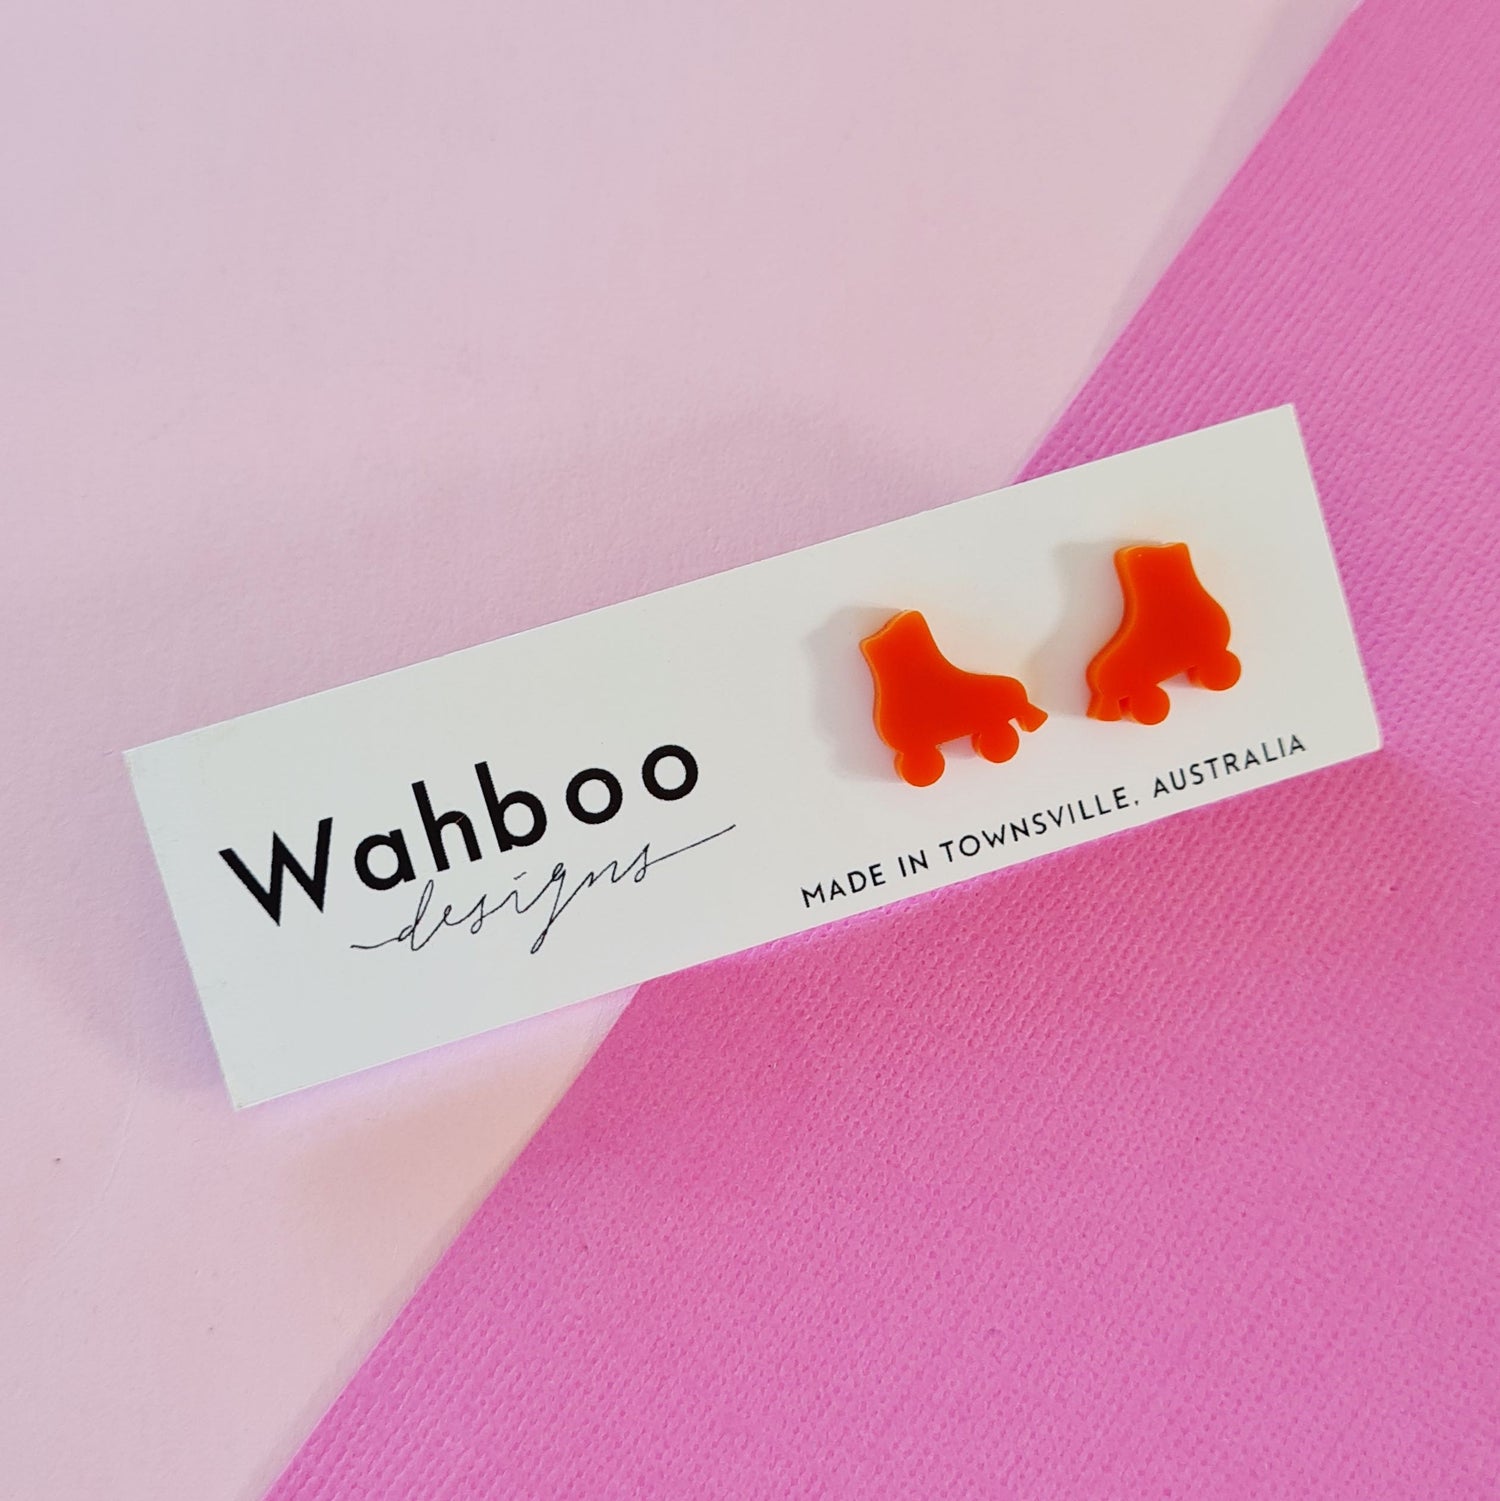 Wahboo
designs
MADE IN TOWNSVILLE, AUSTRALIA